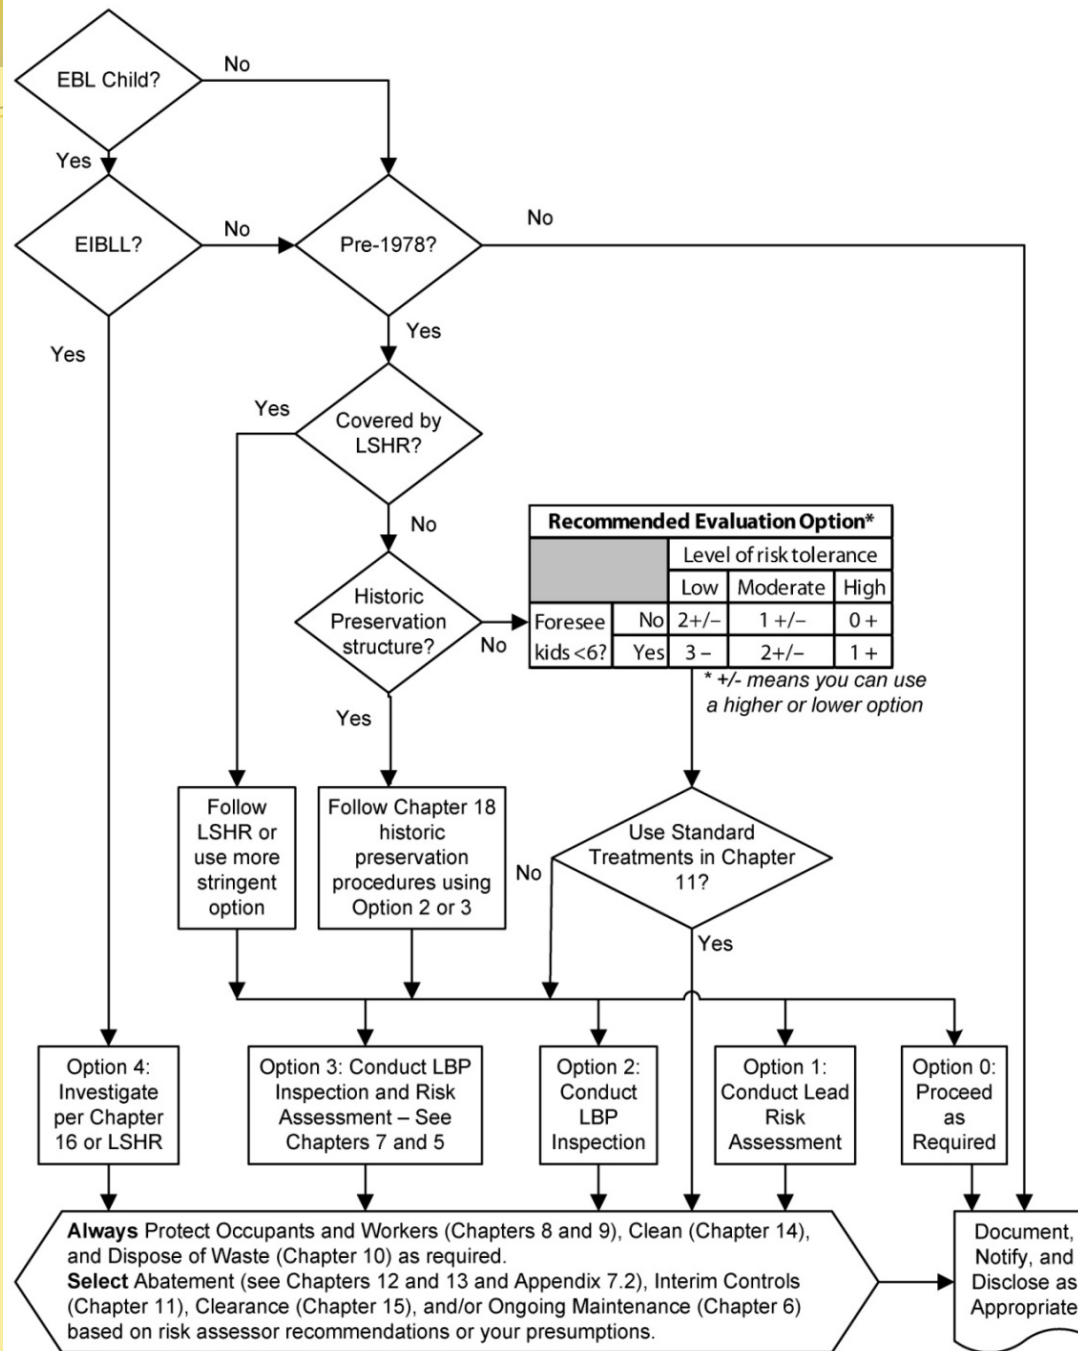 EBL Child?
No
Yes
EIBLL?
No
Pre-1978?
No
Yes
Yes
Covered by
LSHR?
Yes
No
Historic
Preservation
structure?
No
Yes
Recommended Evaluation Option*
Level of risk tolerance
Low Moderate High
Foresee No 2+/– 1 +/– 0 +
kids <6? Yes 3 – 2+/– 1 +
* +/- means you can use
a higher or lower option
Follow
LSHR or
use more
stringent
option
Follow Chapter 18
historic
preservation
procedures using
Option 2 or 3
Use Standard
Treatments in Chapter
11?
No
Yes
Option 4:
Investigate
per Chapter
16 or LSHR
Option 3: Conduct LBP
Inspection and Risk
Assessment – See
Chapters 7 and 5
Option 2:
Conduct
LBP
Inspection
Option 1:
Conduct Lead
Risk
Assessment
Option 0:
Proceed
as
Required
Always Protect Occupants and Workers (Chapters 8 and 9), Clean (Chapter 14),
and Dispose of Waste (Chapter 10) as required.
Select Abatement (see Chapters 12 and 13 and Appendix 7.2), Interim Controls
(Chapter 11), Clearance (Chapter 15), and/or Ongoing Maintenance (Chapter 6)
based on risk assessor recommendations or your presumptions.
Document,
Notify, and
Disclose as
Appropriate